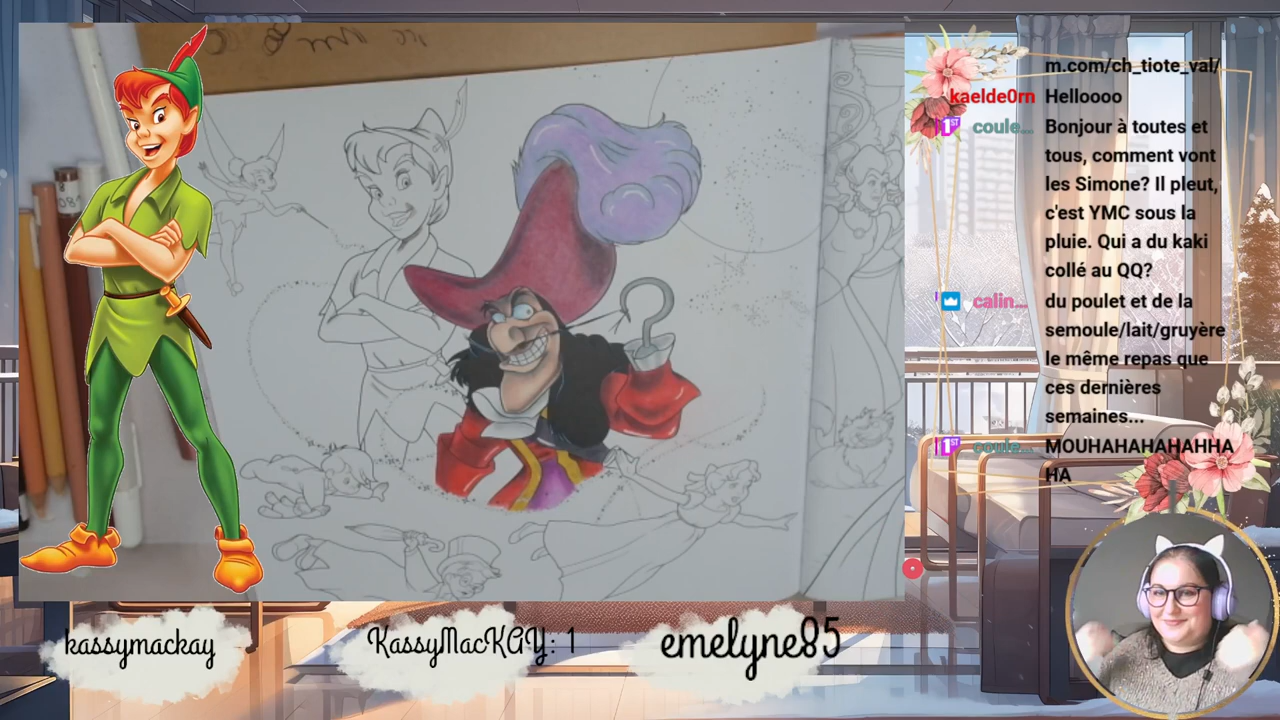 m.com/ch_tiote_val/
kaelde0rn Helloooo
coule... Bonjour à toutes et
tous, comment vont
les Simone? Il pleut,
c'est YMC sous la
pluie. Qui a du kaki
collé au QQ?
calin... du poulet et de la
semoule/lait/gruyère
le même repas que
ces dernières
semaines...
coule... MOUHAHAHAHAHHA
HA
kassymackay
KassyMacKAY: 1
emelyne85